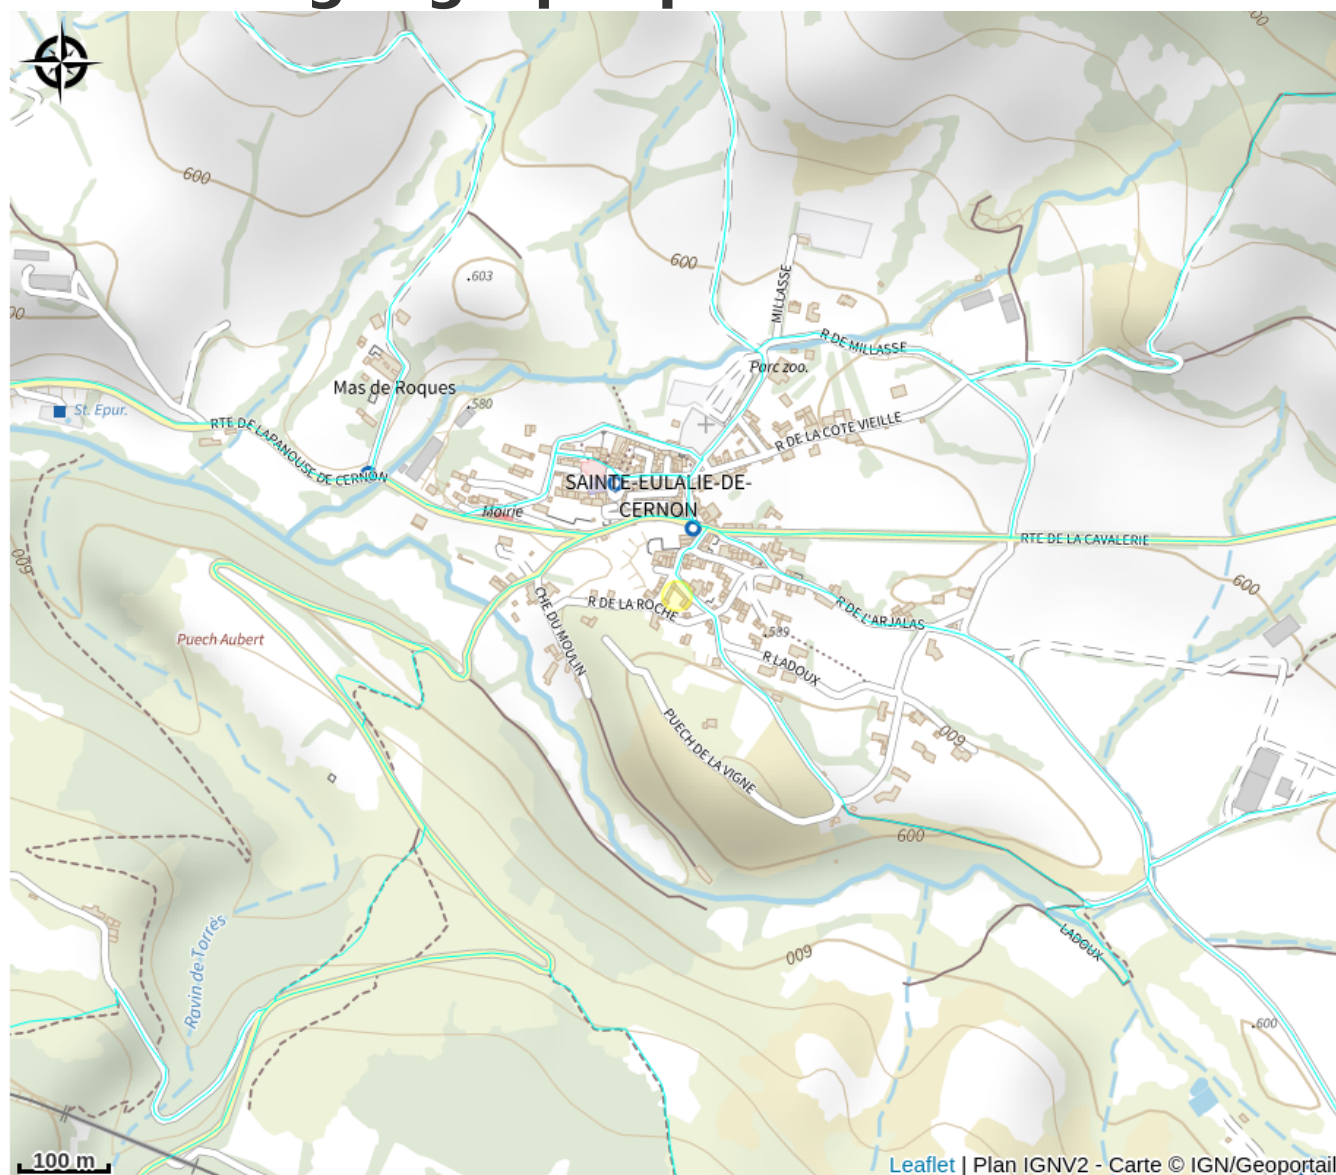 600
600
.603
600
MILLASSE
R DE MILLASSE
Parc zoo.
Mas de Roques
.580
St. Epur.
RTE DE LAPANOUSE DE CERNON
R DE LA COTE VIEILLE
SAINTE-EULALIE-DE-
CERNON
Mairie
RTE DE LA CAVALERIE
600
600
CHE DU MOULIN
R DE LA ROCHE
R DE L'ARJALAS
.589
Puech Aubert
R LADOUX
PUECH DE LA VIGNE
600
600
Ravin de Torrès
LADOUX
600
.600
100 m
Leaflet | Plan IGNV2 - Carte © IGN/Geoportail